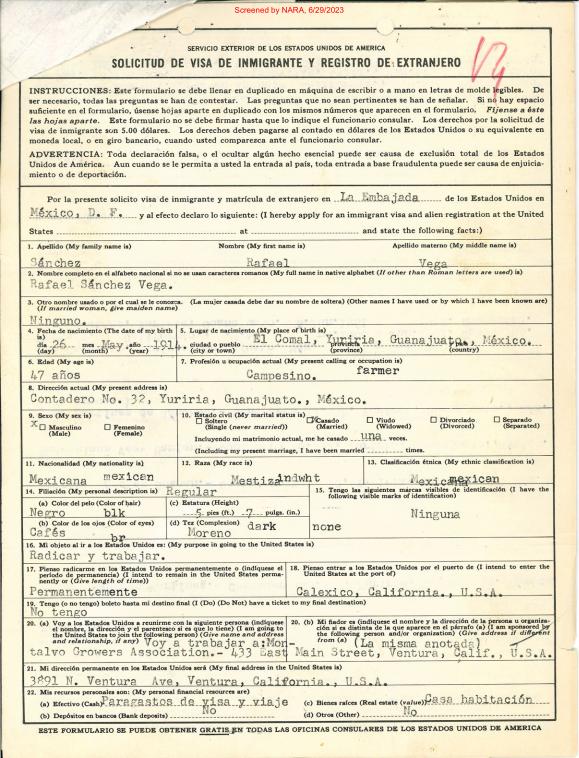 Screened by NARA, 6/29/2023
SERVICIO EXTERIOR DE LOS ESTADOS UNIDOS DE AMERICA
SOLICITUD DE VISA DE INMIGRANTE Y REGISTRO DE EXTRANJERO
INSTRUCCIONES: Este formulario se debe llenar en duplicado en máquina de escribir o a mano en letras de molde legibles. De
ser necesario, todas las preguntas se han de contestar. Las preguntas que no sean pertinentes se han de señalar. Si no hay espacio
suficiente en el formulario, úsense hojas aparte en duplicado con los mismos números que aparecen en el formulario. Fíjense a éste
las hojas aparte. Este formulario no se debe firmar hasta que lo indique el funcionario consular. Los derechos por la solicitud
de visa de inmigrante son 5.00 dólares. Los derechos deben pagarse al contado en dólares de los Estados Unidos o su equivalente en
moneda local, o en giro bancario, cuando usted comparezca ante el funcionario consular.
ADVERTENCIA: Toda declaración falsa, o el ocultar algún hecho esencial puede ser causa de exclusión total de los Estados
Unidos de América. Aun cuando se le permita a usted la entrada al país, toda entrada a base fraudulenta puede ser causa de enjuicia-
miento o de deportación.
Por la presente solicito visa de inmigrante y matrícula de extranjero en La Embajada de los Estados Unidos en
México, D. F. y al efecto declaro lo siguiente: (I hereby apply for an immigrant visa and alien registration at the United
States at and state the following facts:)
1. Apellido (My family name is) Nombre (My first name is) Apellido materno (My middle name is)
Sánchez Rafael Vega
2. Nombre completo en el alfabeto nacional si no se usan caracteres romanos (My full name in native alphabet (If other than Roman letters are used) is)
Rafael Sánchez Vega.
3. Otro nombre usado o por el cual se le conozca. (La mujer casada debe dar su nombre de soltera) (Other names I have used or by which I have been known are)
(If married woman, give maiden name)
Ninguno.
4. Fecha de nacimiento (The date of my birth is) 5. Lugar de nacimiento (My place of birth is)
día 26 mes May. año 1914. ciudad o pueblo El Comal, Yuriria, Guanajuato., México.
(day) (month) (year) (city or town) (province) (country)
6. Edad (My age is) 7. Profesión u ocupación actual (My present calling or occupation is)
47 años Campesino. farmer
8. Dirección actual (My present address is)
Contadero No. 32, Yuriria, Guanajuato., México.
9. Sexo (My sex is) 10. Estado civil (My marital status is)
x Masculino Femenino Soltero x Casado Viudo Divorciado Separado
(Male) (Female) (Single (never married)) (Married) (Widowed) (Divorced) (Separated)
Incluyendo mi matrimonio actual, me he casado una veces.
(Including my present marriage, I have been married times.
11. Nacionalidad (My nationality is) 12. Raza (My race is) 13. Clasificación étnica (My ethnic classification is)
Mexicana mexican Mestiza indwht Mexicana mexican
14. Filiación (My personal description is) Regular 15. Tengo las siguientes marcas visibles de identificación (I have the
following visible marks of identification)
(a) Color del pelo (Color of hair) (c) Estatura (Height)
Negro blk 5 pies (ft.) 7 pulgs. (in.) Ninguna
(b) Color de los ojos (Color of eyes) (d) Tez (Complexion) dark none
Cafés br Moreno
16. Mi objeto al ir a los Estados Unidos es: (My purpose in going to the United States is)
Radicar y trabajar.
17. Pienso radicarme en los Estados Unidos permanentemente o (indíquese el
período de permanencia) (I intend to remain in the United States perma-
nently or (Give length of time))
Permanentemente
18. Pienso entrar a los Estados Unidos por el puerto de (I intend to enter the
United States at the port of)
Calexico, California., U.S.A.
19. Tengo (o no tengo) boleto hasta mi destino final (I (Do) (Do Not) have a ticket to my final destination)
No tengo
20. (a) Voy a los Estados Unidos a reunirme con la siguiente persona (indíquese
el nombre, la dirección y el parentesco si es que lo tiene) (I am going to
the United States to join the following person) (Give name and address
and relationship, if any) Voy a trabajar a:Mon-
20. (b) Mi fiador es (indíquese el nombre y la dirección de la persona u organiza-
ción si es distinta de la que aparece en el párrafo (a) (I am sponsored by
the following person and/or organization) (Give address if different
from (a) (La misma anotada)
talvo Growers Association.- 433 East Main Street, Ventura, Calif., U.S.A.
21. Mi dirección permanente en los Estados Unidos será (My final address in the United States is)
3891 N. Ventura Ave, Ventura, California., U.S.A.
22. Mis recursos personales son: (My personal financial resources are)
(a) Efectivo (Cash) Paragastos de visa y viaje (c) Bienes raíces (Real estate (value)) Casa habitación
(b) Depósitos en bancos (Bank deposits) No (d) Otros (Other) No
ESTE FORMULARIO SE PUEDE OBTENER GRATIS EN TODAS LAS OFICINAS CONSULARES DE LOS ESTADOS UNIDOS DE AMERICA